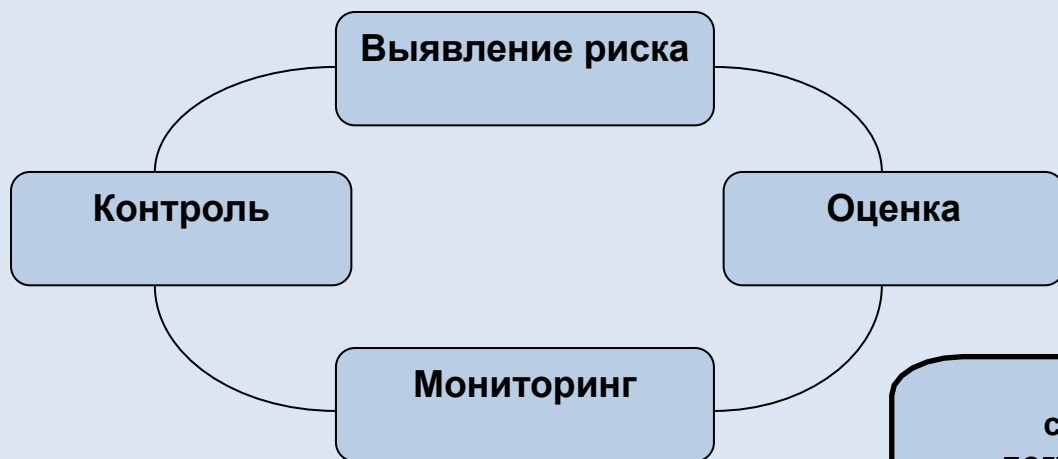 Выявление риска
Контроль
Оценка
Мониторинг